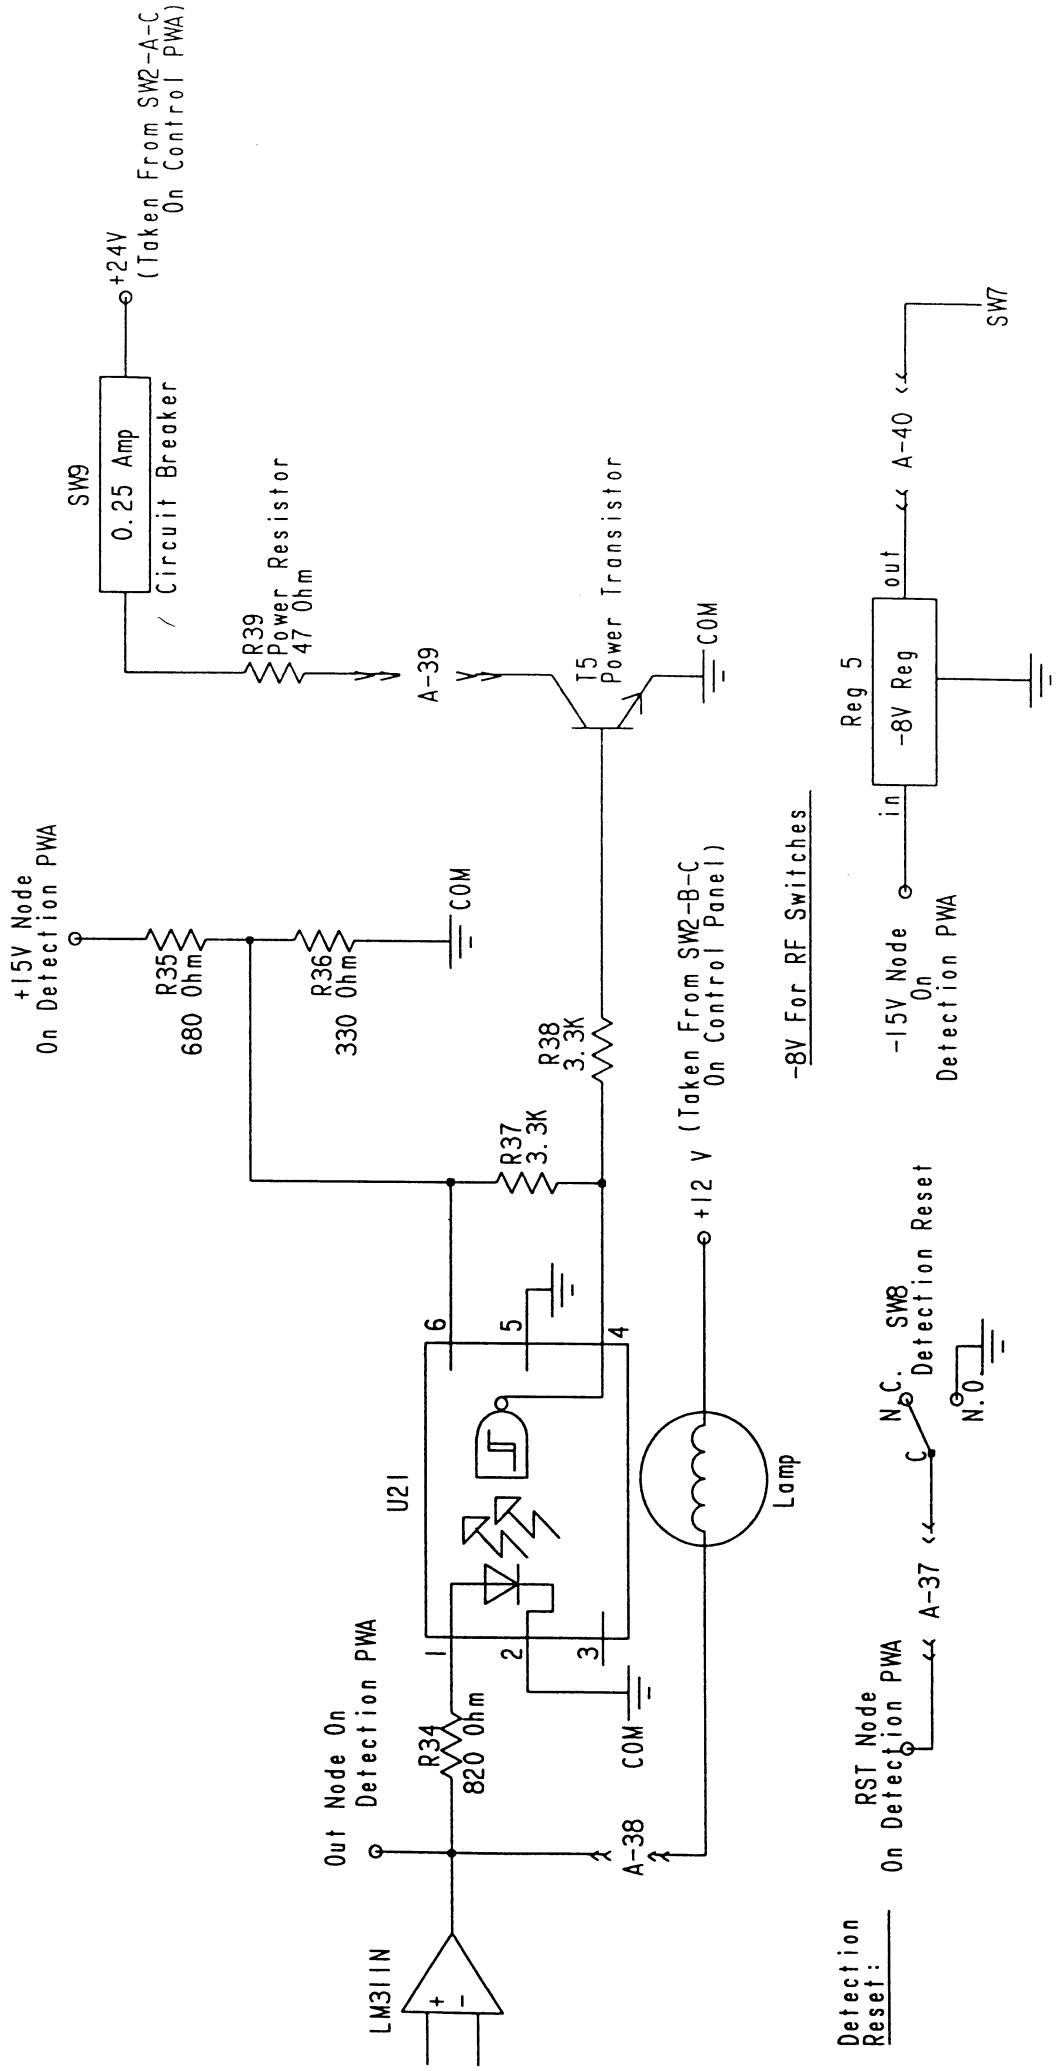 SW9
0.25 Amp
Circuit Breaker
+24V
(Taken From SW2-A-C
On Control PWA)
+15V Node
On Detection PWA
R35
680 Ohm
R36
330 Ohm
COM
R39
Power Resistor
47 Ohm
A-39
T5
Power Transistor
COM
Out Node On
Detection PWA
LM311N
+
-
R34
820 Ohm
U21
1
2
3
4
5
6
COM
R37
3.3K
R38
3.3K
A-38
Lamp
+12 V (Taken From SW2-B-C
On Control Panel)
Detection
Reset:
RST Node
On Detection PWA
A-37
C
N.C.
N.O.
SW8
Detection Reset
-8V For RF Switches
-15V Node
On
Detection PWA
in
Reg 5
-8V Reg
out
A-40
SW7